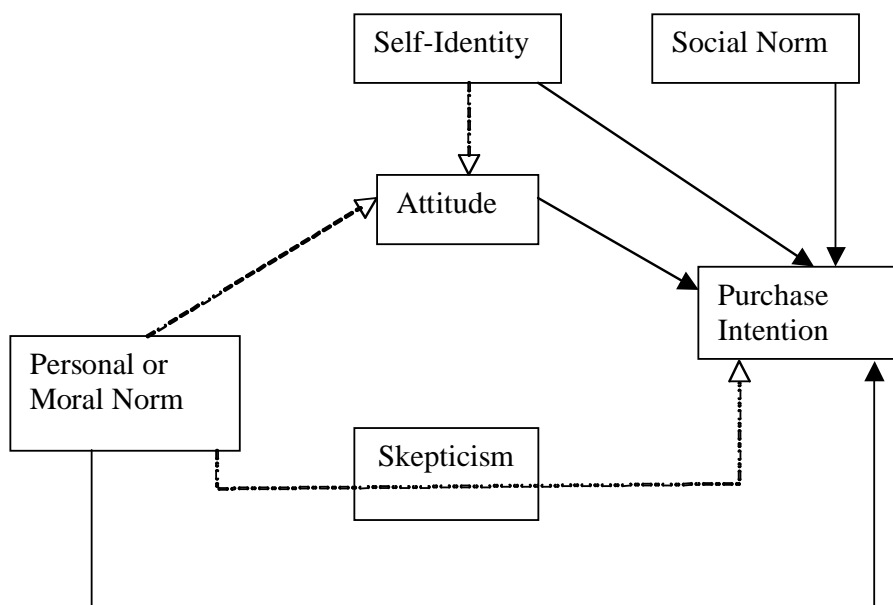 Self-Identity
Social Norm
Attitude
Purchase
Intention
Personal or
Moral Norm
Skepticism